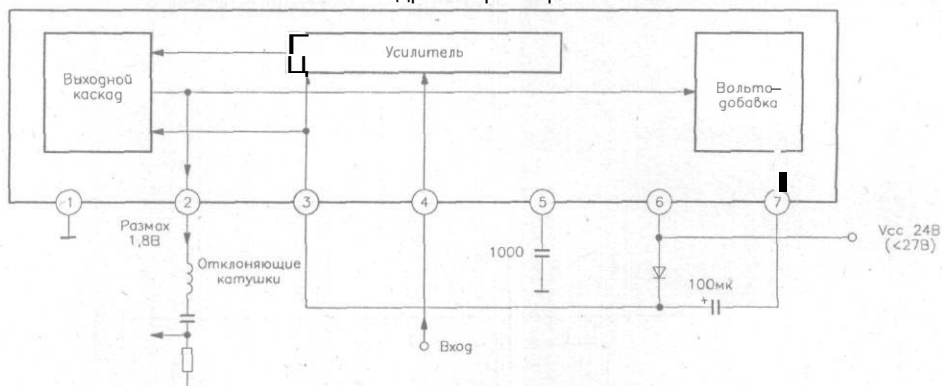 Усилитель
Выходной
каскад
Вольто-
добавка
1
2
3
4
5
6
7
Размах
1,8В
Отклоняющие
катушки
1000
Vcc 24В
(<27В)
100мк
+
Вход